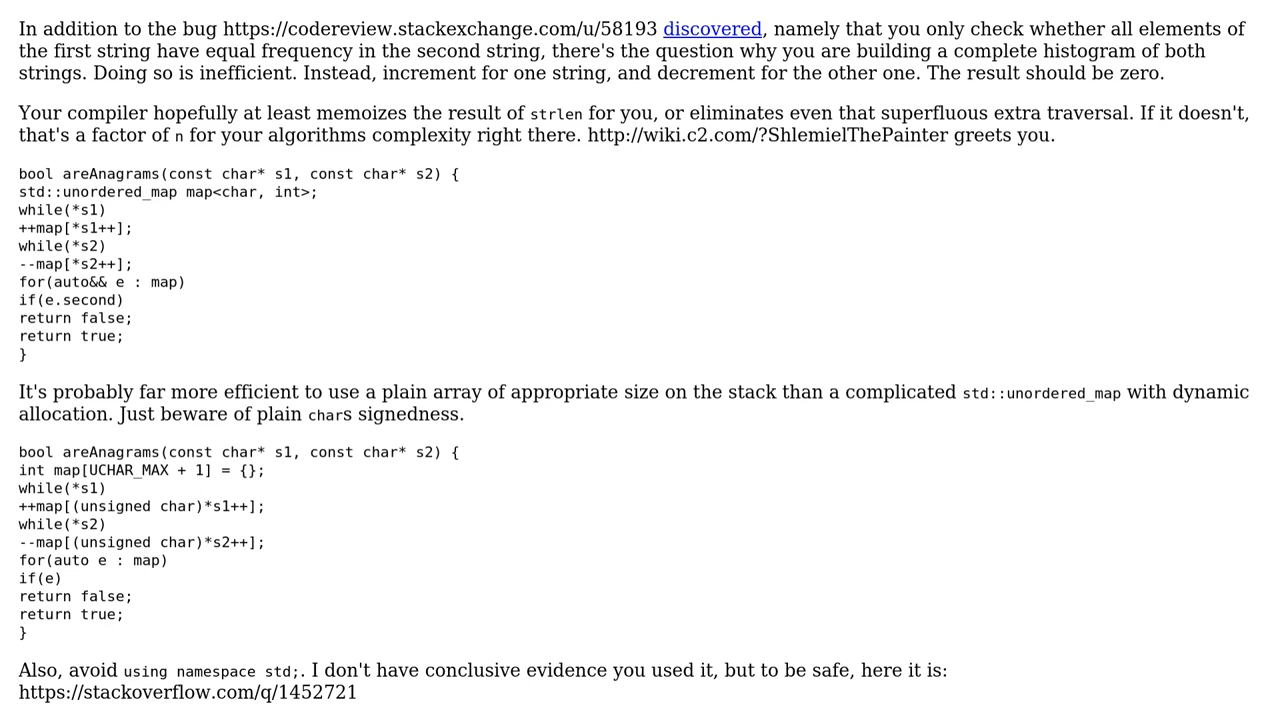 In addition to the bug https://codereview.stackexchange.com/u/58193 discovered, namely that you only check whether all elements of
the first string have equal frequency in the second string, there's the question why you are building a complete histogram of both
strings. Doing so is inefficient. Instead, increment for one string, and decrement for the other one. The result should be zero.
Your compiler hopefully at least memoizes the result of strlen for you, or eliminates even that superfluous extra traversal. If it doesn't,
that's a factor of n for your algorithms complexity right there. http://wiki.c2.com/?ShlemielThePainter greets you.
bool areAnagrams(const char* s1, const char* s2) {
std::unordered_map map<char, int>;
while(*s1)
++map[*s1++];
while(*s2)
--map[*s2++];
for(auto&& e : map)
if(e.second)
return false;
return true;
}
It's probably far more efficient to use a plain array of appropriate size on the stack than a complicated std::unordered_map with dynamic
allocation. Just beware of plain chars signedness.
bool areAnagrams(const char* s1, const char* s2) {
int map[UCHAR_MAX + 1] = {};
while(*s1)
++map[(unsigned char)*s1++];
while(*s2)
--map[(unsigned char)*s2++];
for(auto e : map)
if(e)
return false;
return true;
}
Also, avoid using namespace std;. I don't have conclusive evidence you used it, but to be safe, here it is:
https://stackoverflow.com/q/1452721